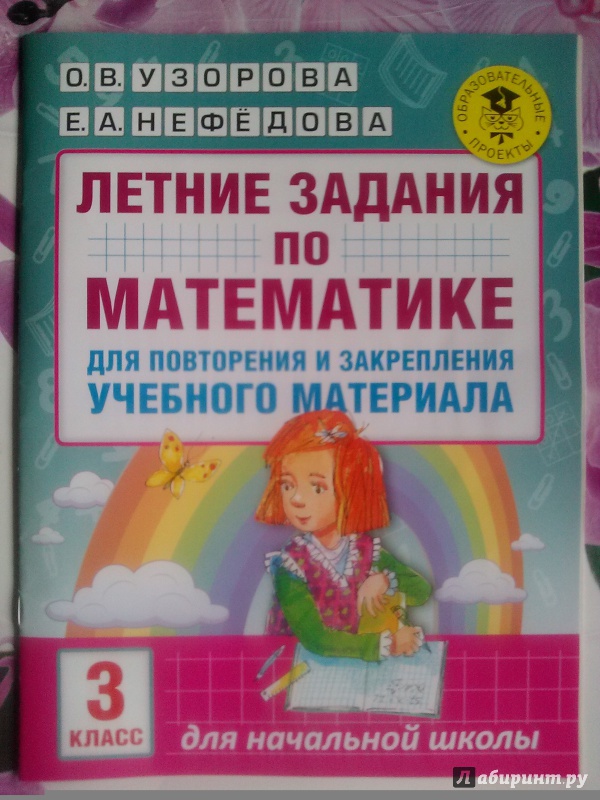 О.В. УЗОРОВА
Е.А. НЕФЁДОВА
ОБРАЗОВАТЕЛЬНЫЕ
ПРОЕКТЫ
ЛЕТНИЕ ЗАДАНИЯ
ПО
МАТЕМАТИКЕ
ДЛЯ ПОВТОРЕНИЯ И ЗАКРЕПЛЕНИЯ
УЧЕБНОГО МАТЕРИАЛА
3
КЛАСС
для начальной школы
Лабиринт.ру